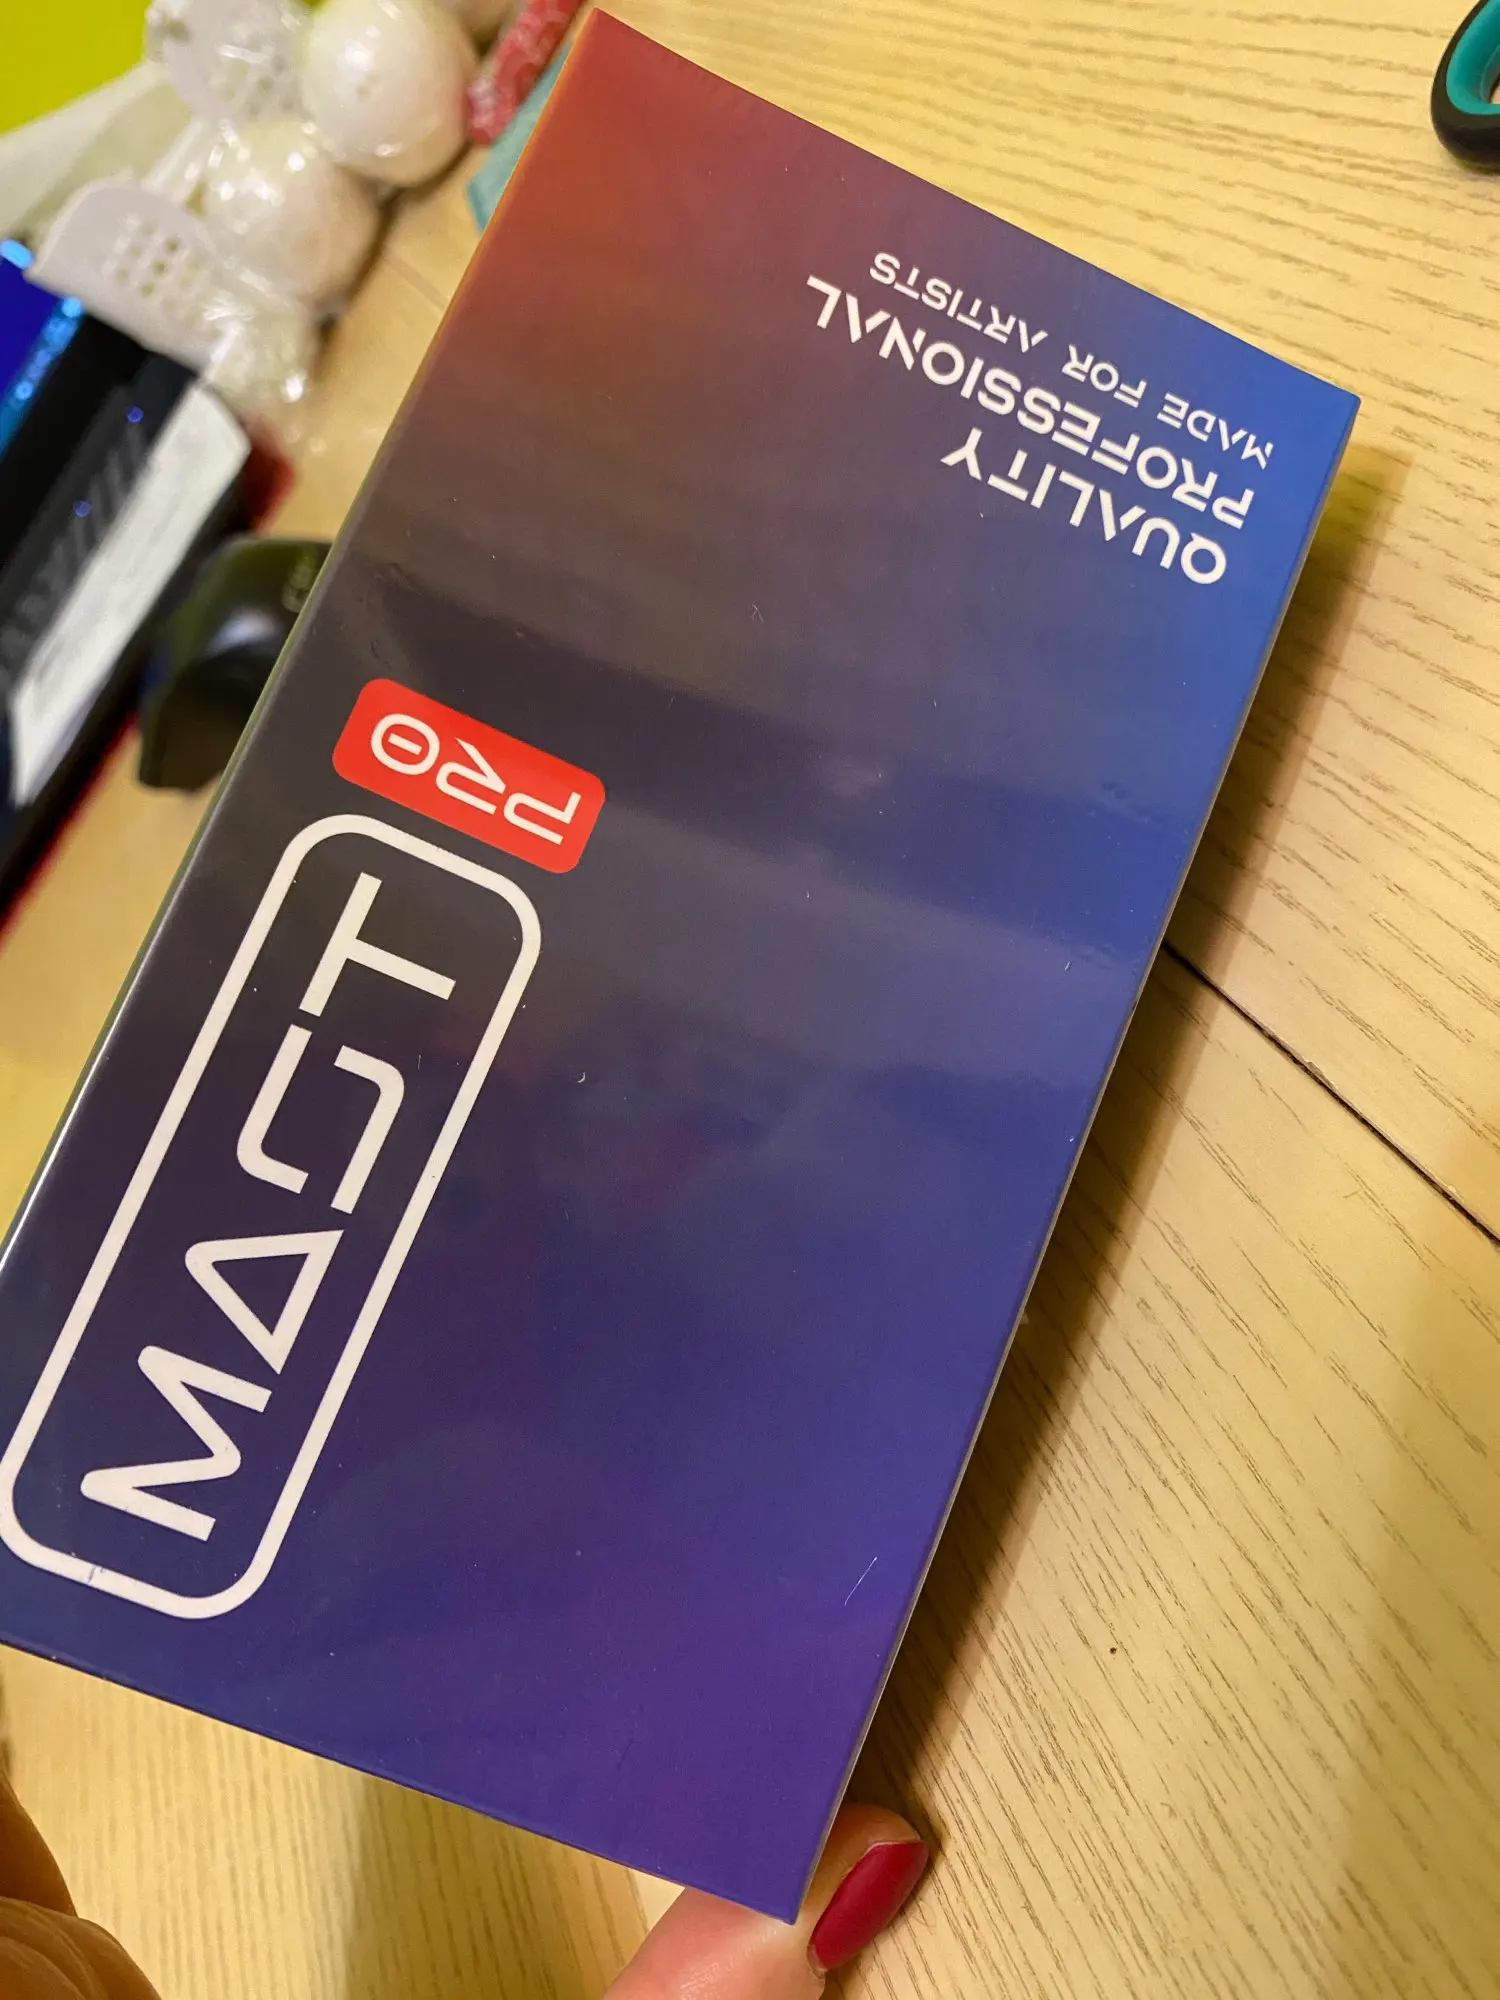 MAST
PRO
QUALITY
PROFESSIONAL
MADE FOR ARTISTS